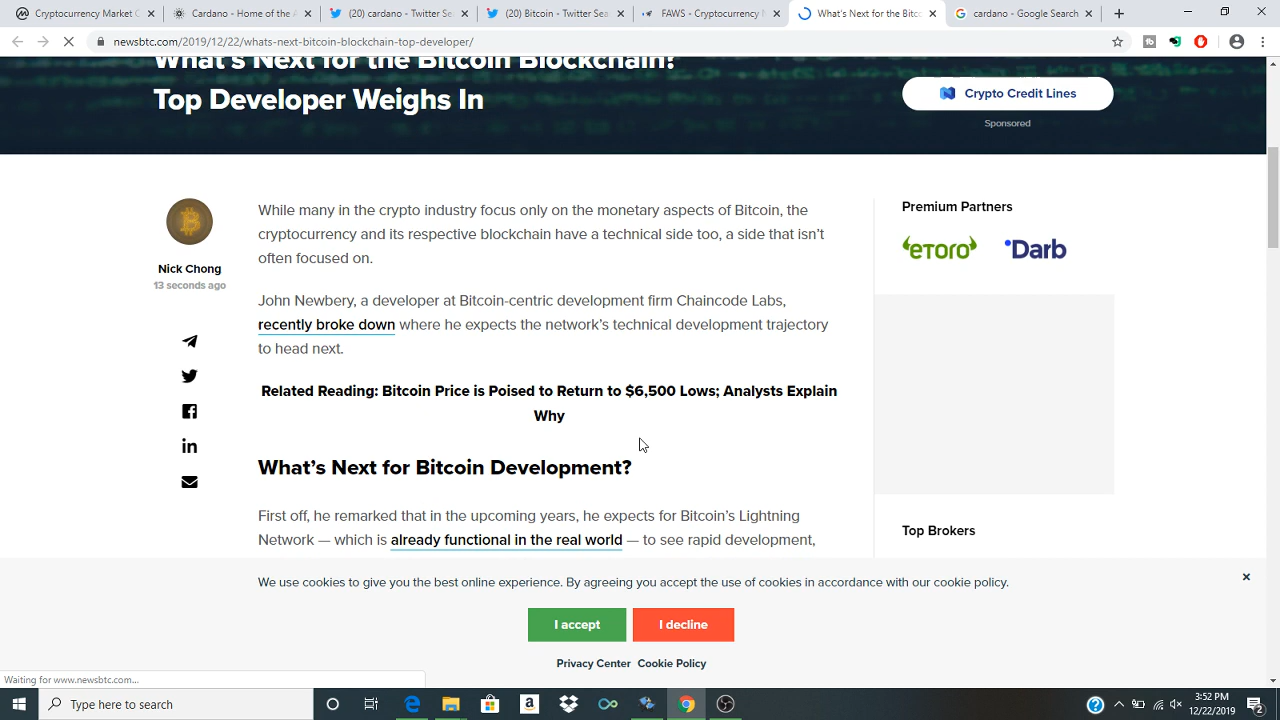 Cryptocurrency Market C
Cardano - Home of the A
(20) cardano - Twitter Se
(20) Bitcoin - Twitter Sea
FAWS - Cryptocurrency N
What's Next for the Bitco
cardano - Google Search
newsbtc.com/2019/12/22/whats-next-bitcoin-blockchain-top-developer/
What's Next for the Bitcoin Blockchain?
Top Developer Weighs In
Crypto Credit Lines
Sponsored
While many in the crypto industry focus only on the monetary aspects of Bitcoin, the
cryptocurrency and its respective blockchain have a technical side too, a side that isn't
often focused on.
Nick Chong
13 seconds ago
John Newbery, a developer at Bitcoin-centric development firm Chaincode Labs,
recently broke down where he expects the network's technical development trajectory
to head next.
Related Reading: Bitcoin Price is Poised to Return to $6,500 Lows; Analysts Explain
Why
What's Next for Bitcoin Development?
First off, he remarked that in the upcoming years, he expects for Bitcoin's Lightning
Network — which is already functional in the real world — to see rapid development,
Premium Partners
eTORO
Darb
Top Brokers
We use cookies to give you the best online experience. By agreeing you accept the use of cookies in accordance with our cookie policy.
I accept
I decline
Privacy Center
Cookie Policy
Waiting for www.newsbtc.com...
Type here to search
3:52 PM
12/22/2019
2